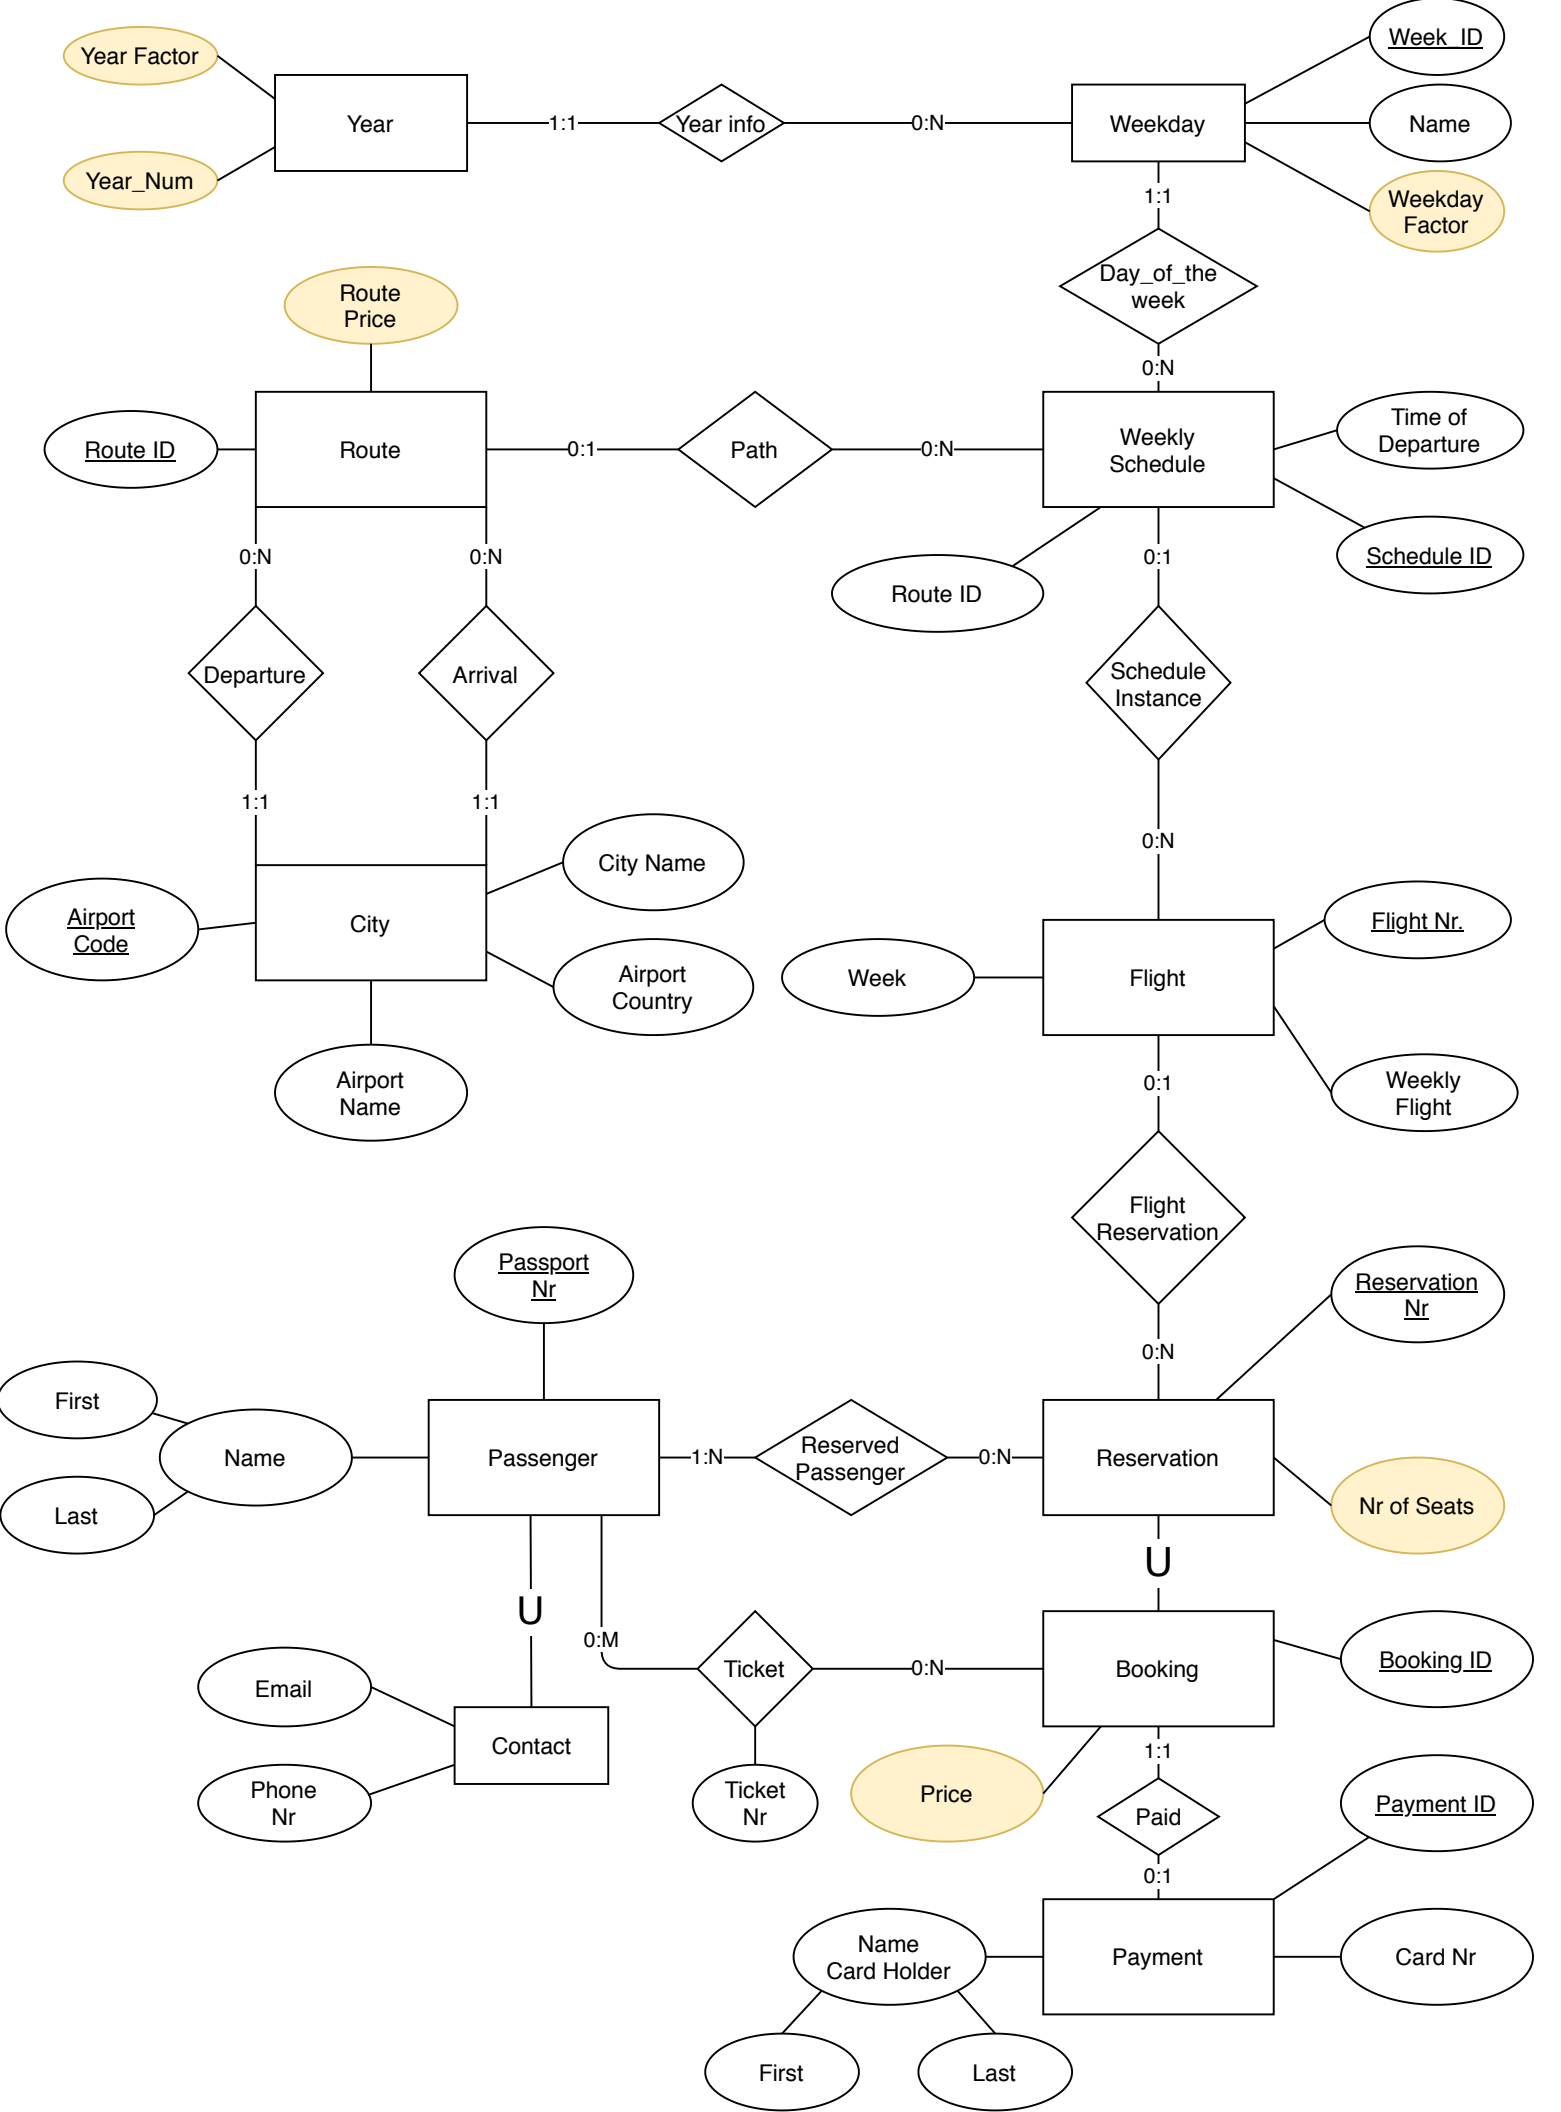 Week_ID
Year Factor
Year
1:1
Year info
0:N
Weekday
Name
Year_Num
Weekday
Factor
1:1
Day_of_the
week
Route
Price
0:N
Route ID
Route
0:1
Path
0:N
Weekly
Schedule
Time of
Departure
0:N
0:N
0:1
Schedule ID
Route ID
Departure
Arrival
Schedule
Instance
1:1
1:1
0:N
City Name
Airport
Code
City
Flight Nr.
Airport
Country
Week
Flight
Airport
Name
0:1
Weekly
Flight
Flight
Reservation
Passport
Nr
Reservation
Nr
0:N
First
Name
Passenger
1:N
Reserved
Passenger
0:N
Reservation
Last
Nr of Seats
U
U
0:M
Ticket
0:N
Booking
Booking ID
Email
Contact
1:1
Phone
Nr
Ticket
Nr
Price
Paid
Payment ID
0:1
Name
Card Holder
Payment
Card Nr
First
Last